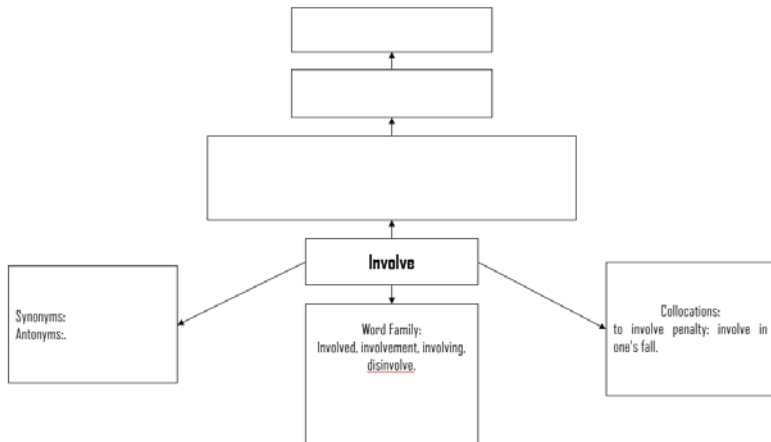 Involve
Synonyms:
Antonyms:.
Word Family:
Involved, involvement, involving,
disinvolve.
Collocations:
to involve penalty: involve in
one's fall.